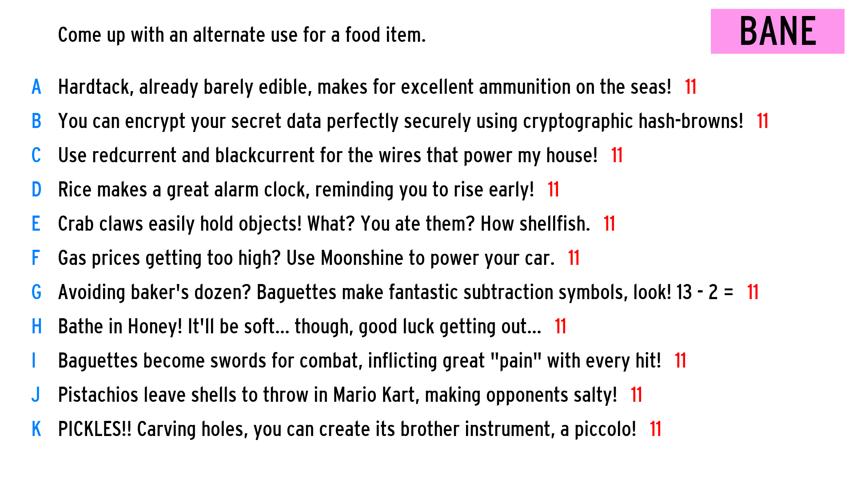 Come up with an alternate use for a food item.
BANE
A Hardtack, already barely edible, makes for excellent ammunition on the seas! 11
B You can encrypt your secret data perfectly securely using cryptographic hash-browns! 11
C Use redcurrent and blackcurrent for the wires that power my house! 11
D Rice makes a great alarm clock, reminding you to rise early! 11
E Crab claws easily hold objects! What? You ate them? How shellfish. 11
F Gas prices getting too high? Use Moonshine to power your car. 11
G Avoiding baker's dozen? Baguettes make fantastic subtraction symbols, look! 13 - 2 = 11
H Bathe in Honey! It'll be soft... though, good luck getting out... 11
I Baguettes become swords for combat, inflicting great "pain" with every hit! 11
J Pistachios leave shells to throw in Mario Kart, making opponents salty! 11
K PICKLES!! Carving holes, you can create its brother instrument, a piccolo! 11